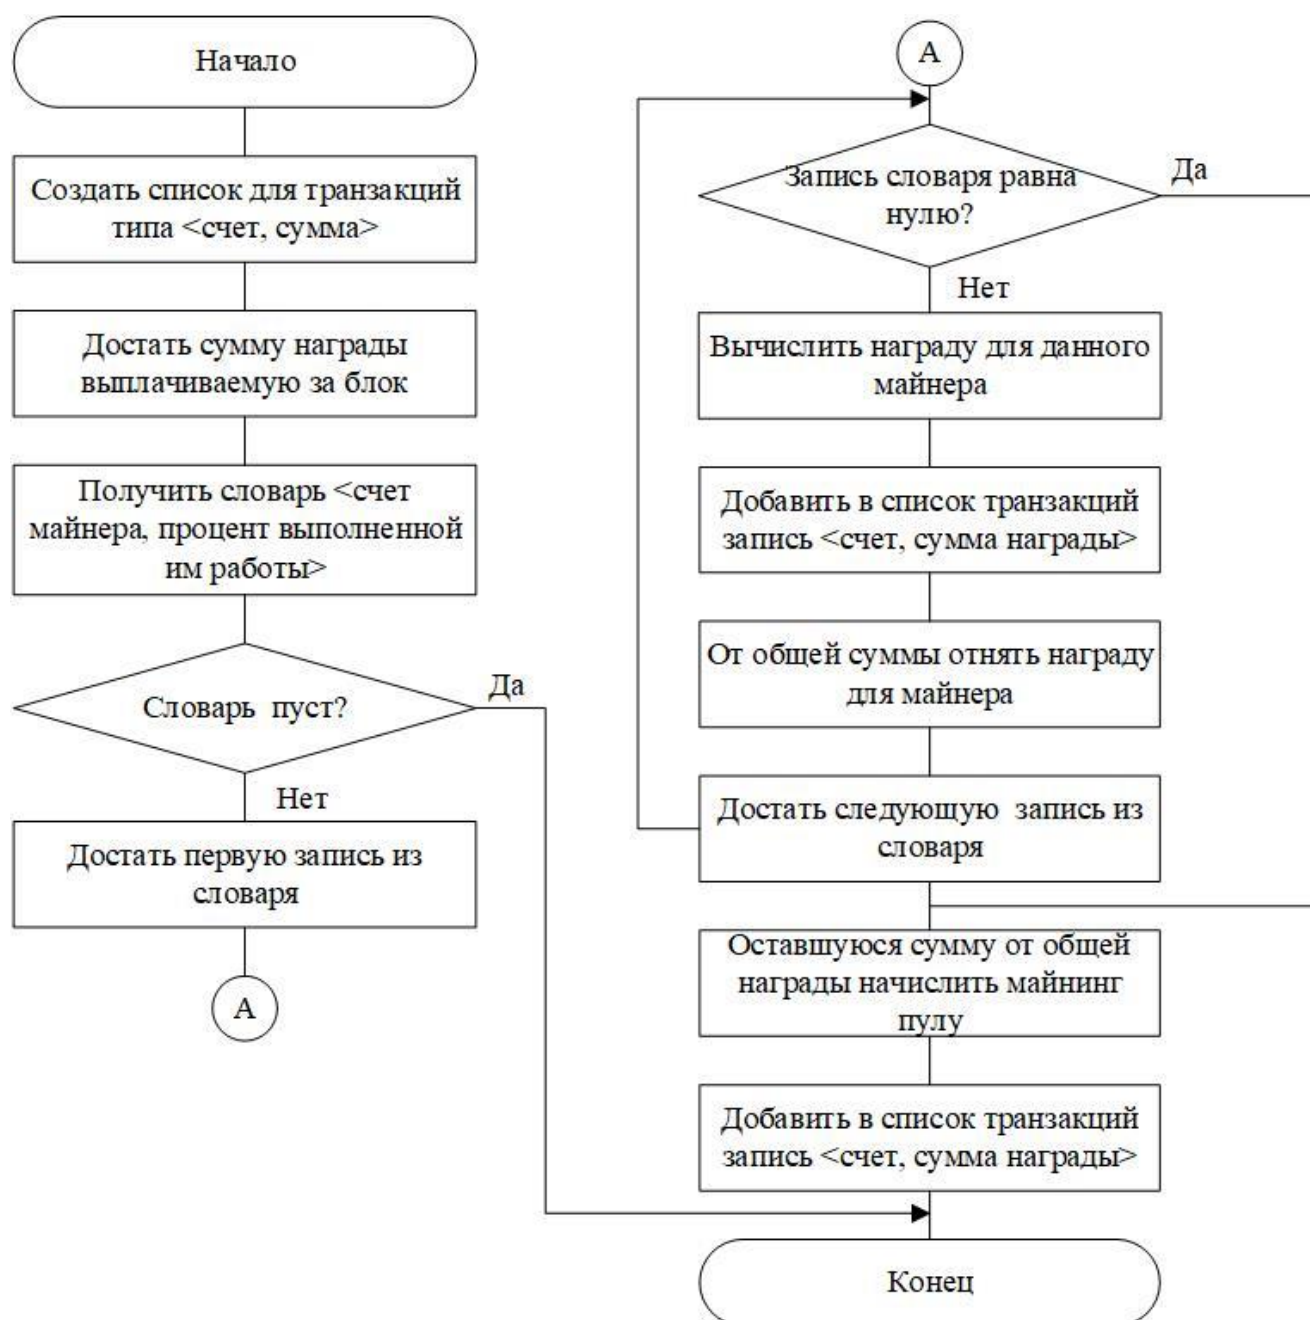 Начало
Создать список для транзакций
типа <счет, сумма>
Достать сумму награды
выплачиваемую за блок
Получить словарь <счет
майнера, процент выполненной
им работы>
Словарь пуст?
Да
Нет
Достать первую запись из
словаря
А
А
Запись словаря равна
нулю?
Да
Нет
Вычислить награду для данного
майнера
Добавить в список транзакций
запись <счет, сумма награды>
От общей суммы отнять награду
для майнера
Достать следующую запись из
словаря
Оставшуюся сумму от общей
награды начислить майнинг
пулу
Добавить в список транзакций
запись <счет, сумма награды>
Конец